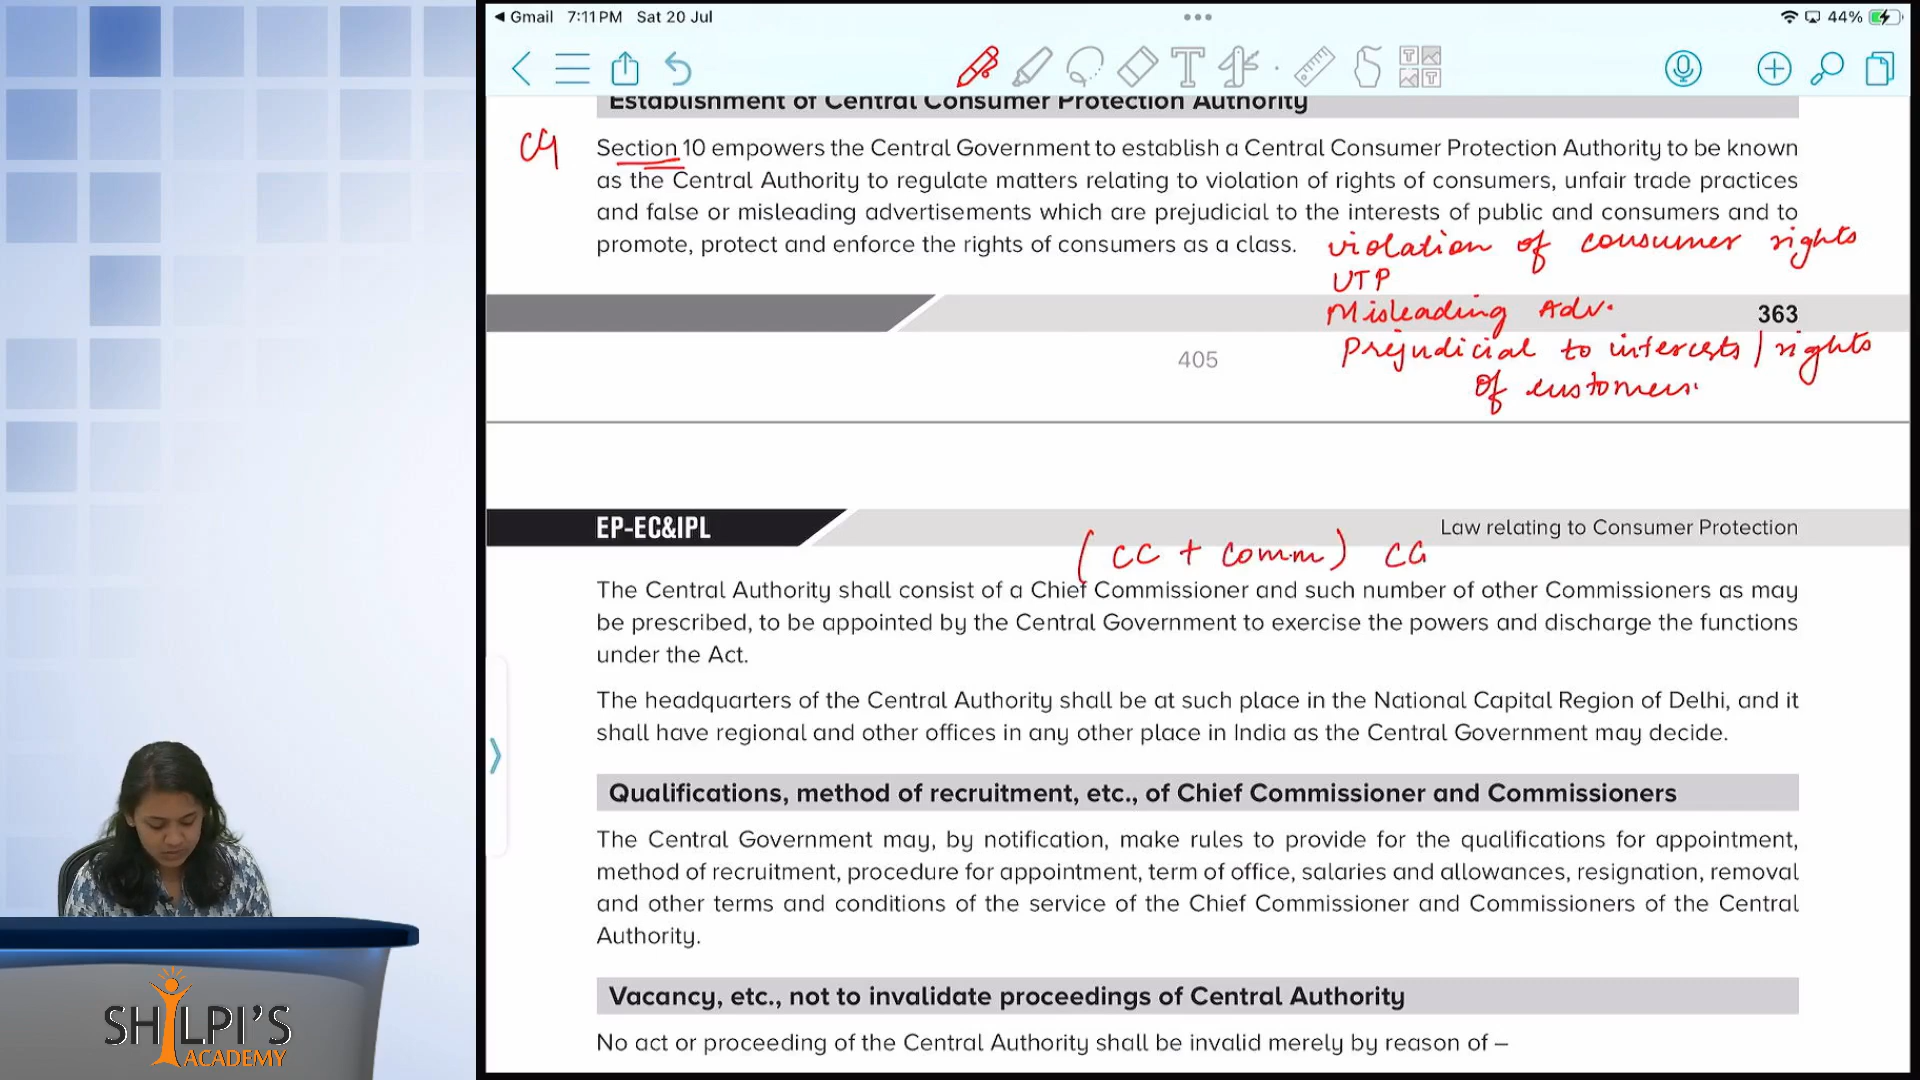 Gmail 7:11 PM Sat 20 Jul
44%
Establishment of Central Consumer Protection Authority
CG
Section 10 empowers the Central Government to establish a Central Consumer Protection Authority to be known
as the Central Authority to regulate matters relating to violation of rights of consumers, unfair trade practices
and false or misleading advertisements which are prejudicial to the interests of public and consumers and to
promote, protect and enforce the rights of consumers as a class.
violation of consumer rights
UTP
Misleading Adv.
363
Prejudicial to interests / rights
405
of customers.
EP-EC&IPL
Law relating to Consumer Protection
(CC + Comm) CG
The Central Authority shall consist of a Chief Commissioner and such number of other Commissioners as may
be prescribed, to be appointed by the Central Government to exercise the powers and discharge the functions
under the Act.
The headquarters of the Central Authority shall be at such place in the National Capital Region of Delhi, and it
shall have regional and other offices in any other place in India as the Central Government may decide.
Qualifications, method of recruitment, etc., of Chief Commissioner and Commissioners
The Central Government may, by notification, make rules to provide for the qualifications for appointment,
method of recruitment, procedure for appointment, term of office, salaries and allowances, resignation, removal
and other terms and conditions of the service of the Chief Commissioner and Commissioners of the Central
Authority.
Vacancy, etc., not to invalidate proceedings of Central Authority
No act or proceeding of the Central Authority shall be invalid merely by reason of –
SHILPI'S
ACADEMY